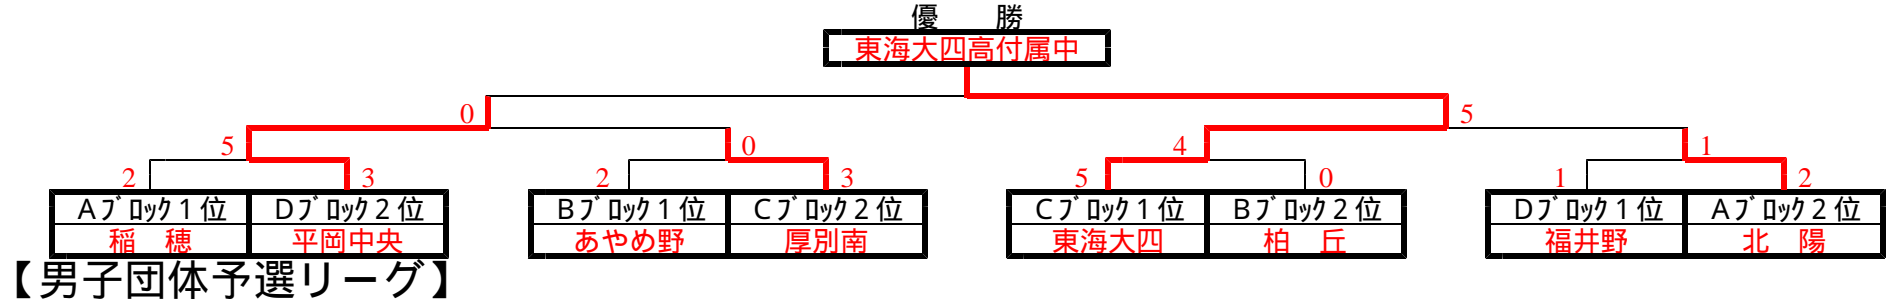 優　　勝
東海大四高付属中
0 5
5 0 4 1
2 3 2 3 5 0 1 2
Aﾌﾞﾛｯｸ1位 Dﾌﾞﾛｯｸ2位 Bﾌﾞﾛｯｸ1位 Cﾌﾞﾛｯｸ2位 Cﾌﾞﾛｯｸ1位 Bﾌﾞﾛｯｸ2位 Dﾌﾞﾛｯｸ1位 Aﾌﾞﾛｯｸ2位
稲　穂 平岡中央 あやめ野 厚別南 東海大四 柏　丘 福井野 北　陽
【男子団体予選リーグ】